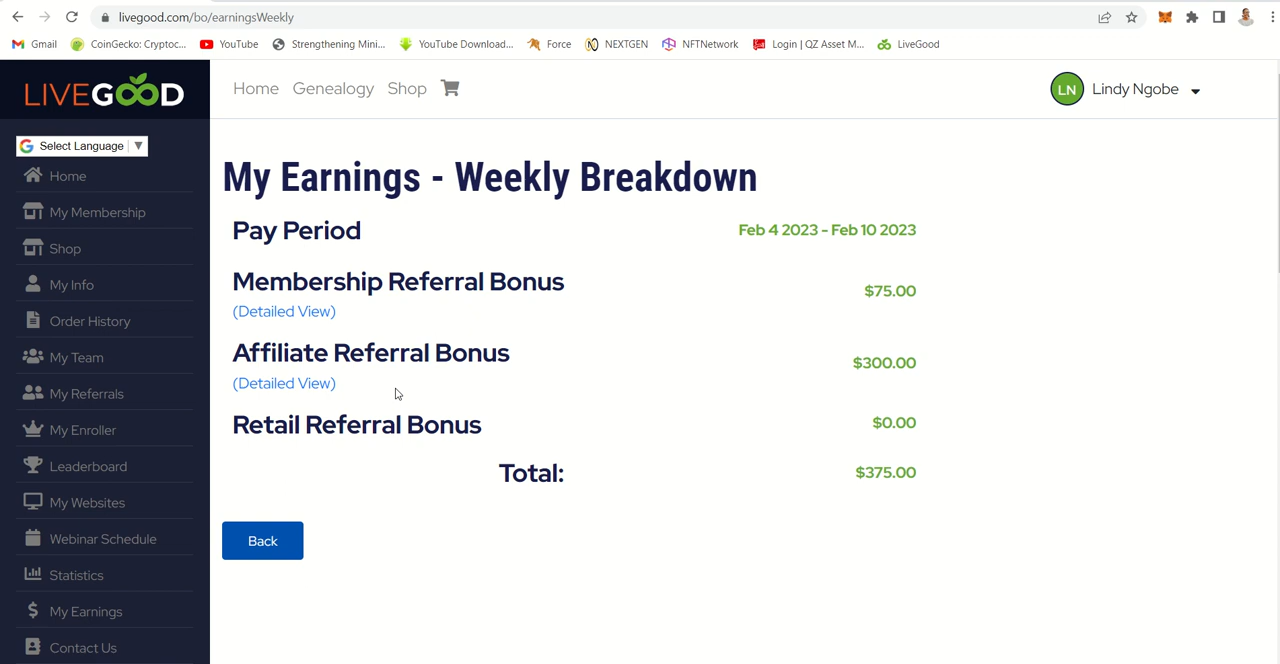 livegood.com/bo/earningsWeekly
Gmail CoinGecko: Cryptoc... YouTube Strengthening Mini... YouTube Download... Force NEXTGEN NFTNetwork Login | QZ Asset M... LiveGood
LIVEGOOD Home Genealogy Shop LN Lindy Ngobe
Select Language
Home
My Membership
Shop
My Info
Order History
My Team
My Referrals
My Enroller
Leaderboard
My Websites
Webinar Schedule
Statistics
My Earnings
Contact Us
My Earnings - Weekly Breakdown
Pay Period Feb 4 2023 - Feb 10 2023
Membership Referral Bonus $75.00
(Detailed View)
Affiliate Referral Bonus $300.00
(Detailed View)
Retail Referral Bonus $0.00
Total: $375.00
Back